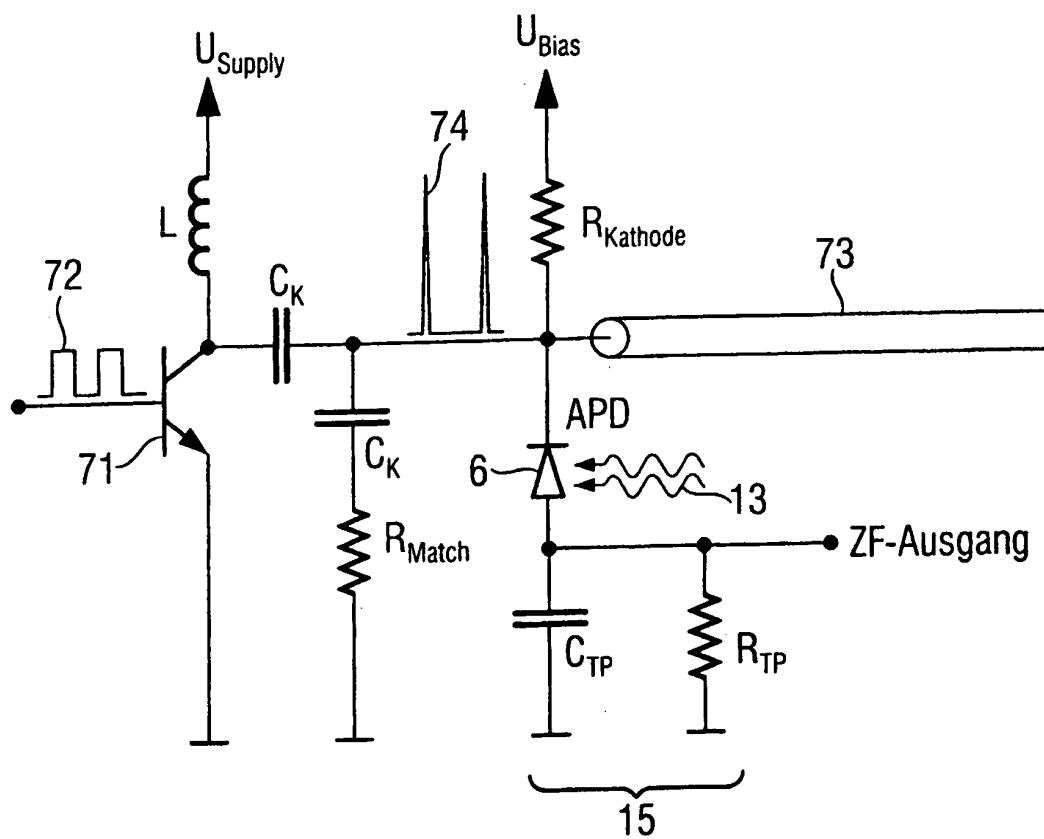 U_Supply
U_Bias
74
L
R_Kathode
72
C_K
73
APD
71
C_K
6
13
R_Match
ZF-Ausgang
C_TP
R_TP
15